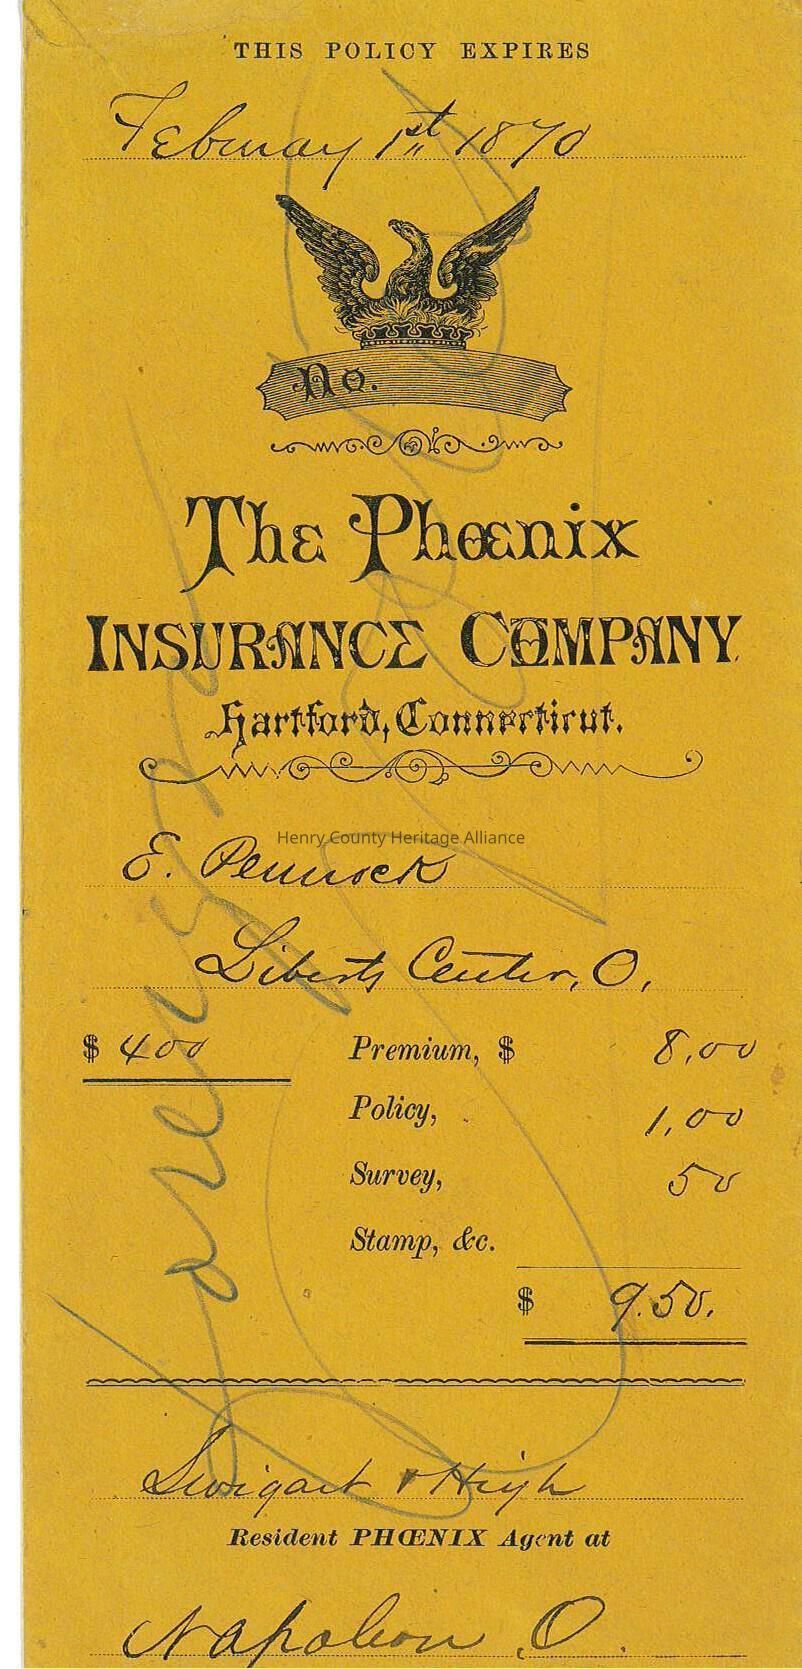 THIS POLICY EXPIRES
February 1st 1870
No.
The Phœnix
INSURANCE COMPANY.
Hartford, Connecticut.
Henry County Heritage Alliance
E. Pennock
Liberty Center, O.
$ 400 Premium, $ 8.00
Policy, 1.00
Survey, 50
Stamp, &c.
$ 9.50.
Swigart & High
Resident PHŒNIX Agent at
Napoleon O.